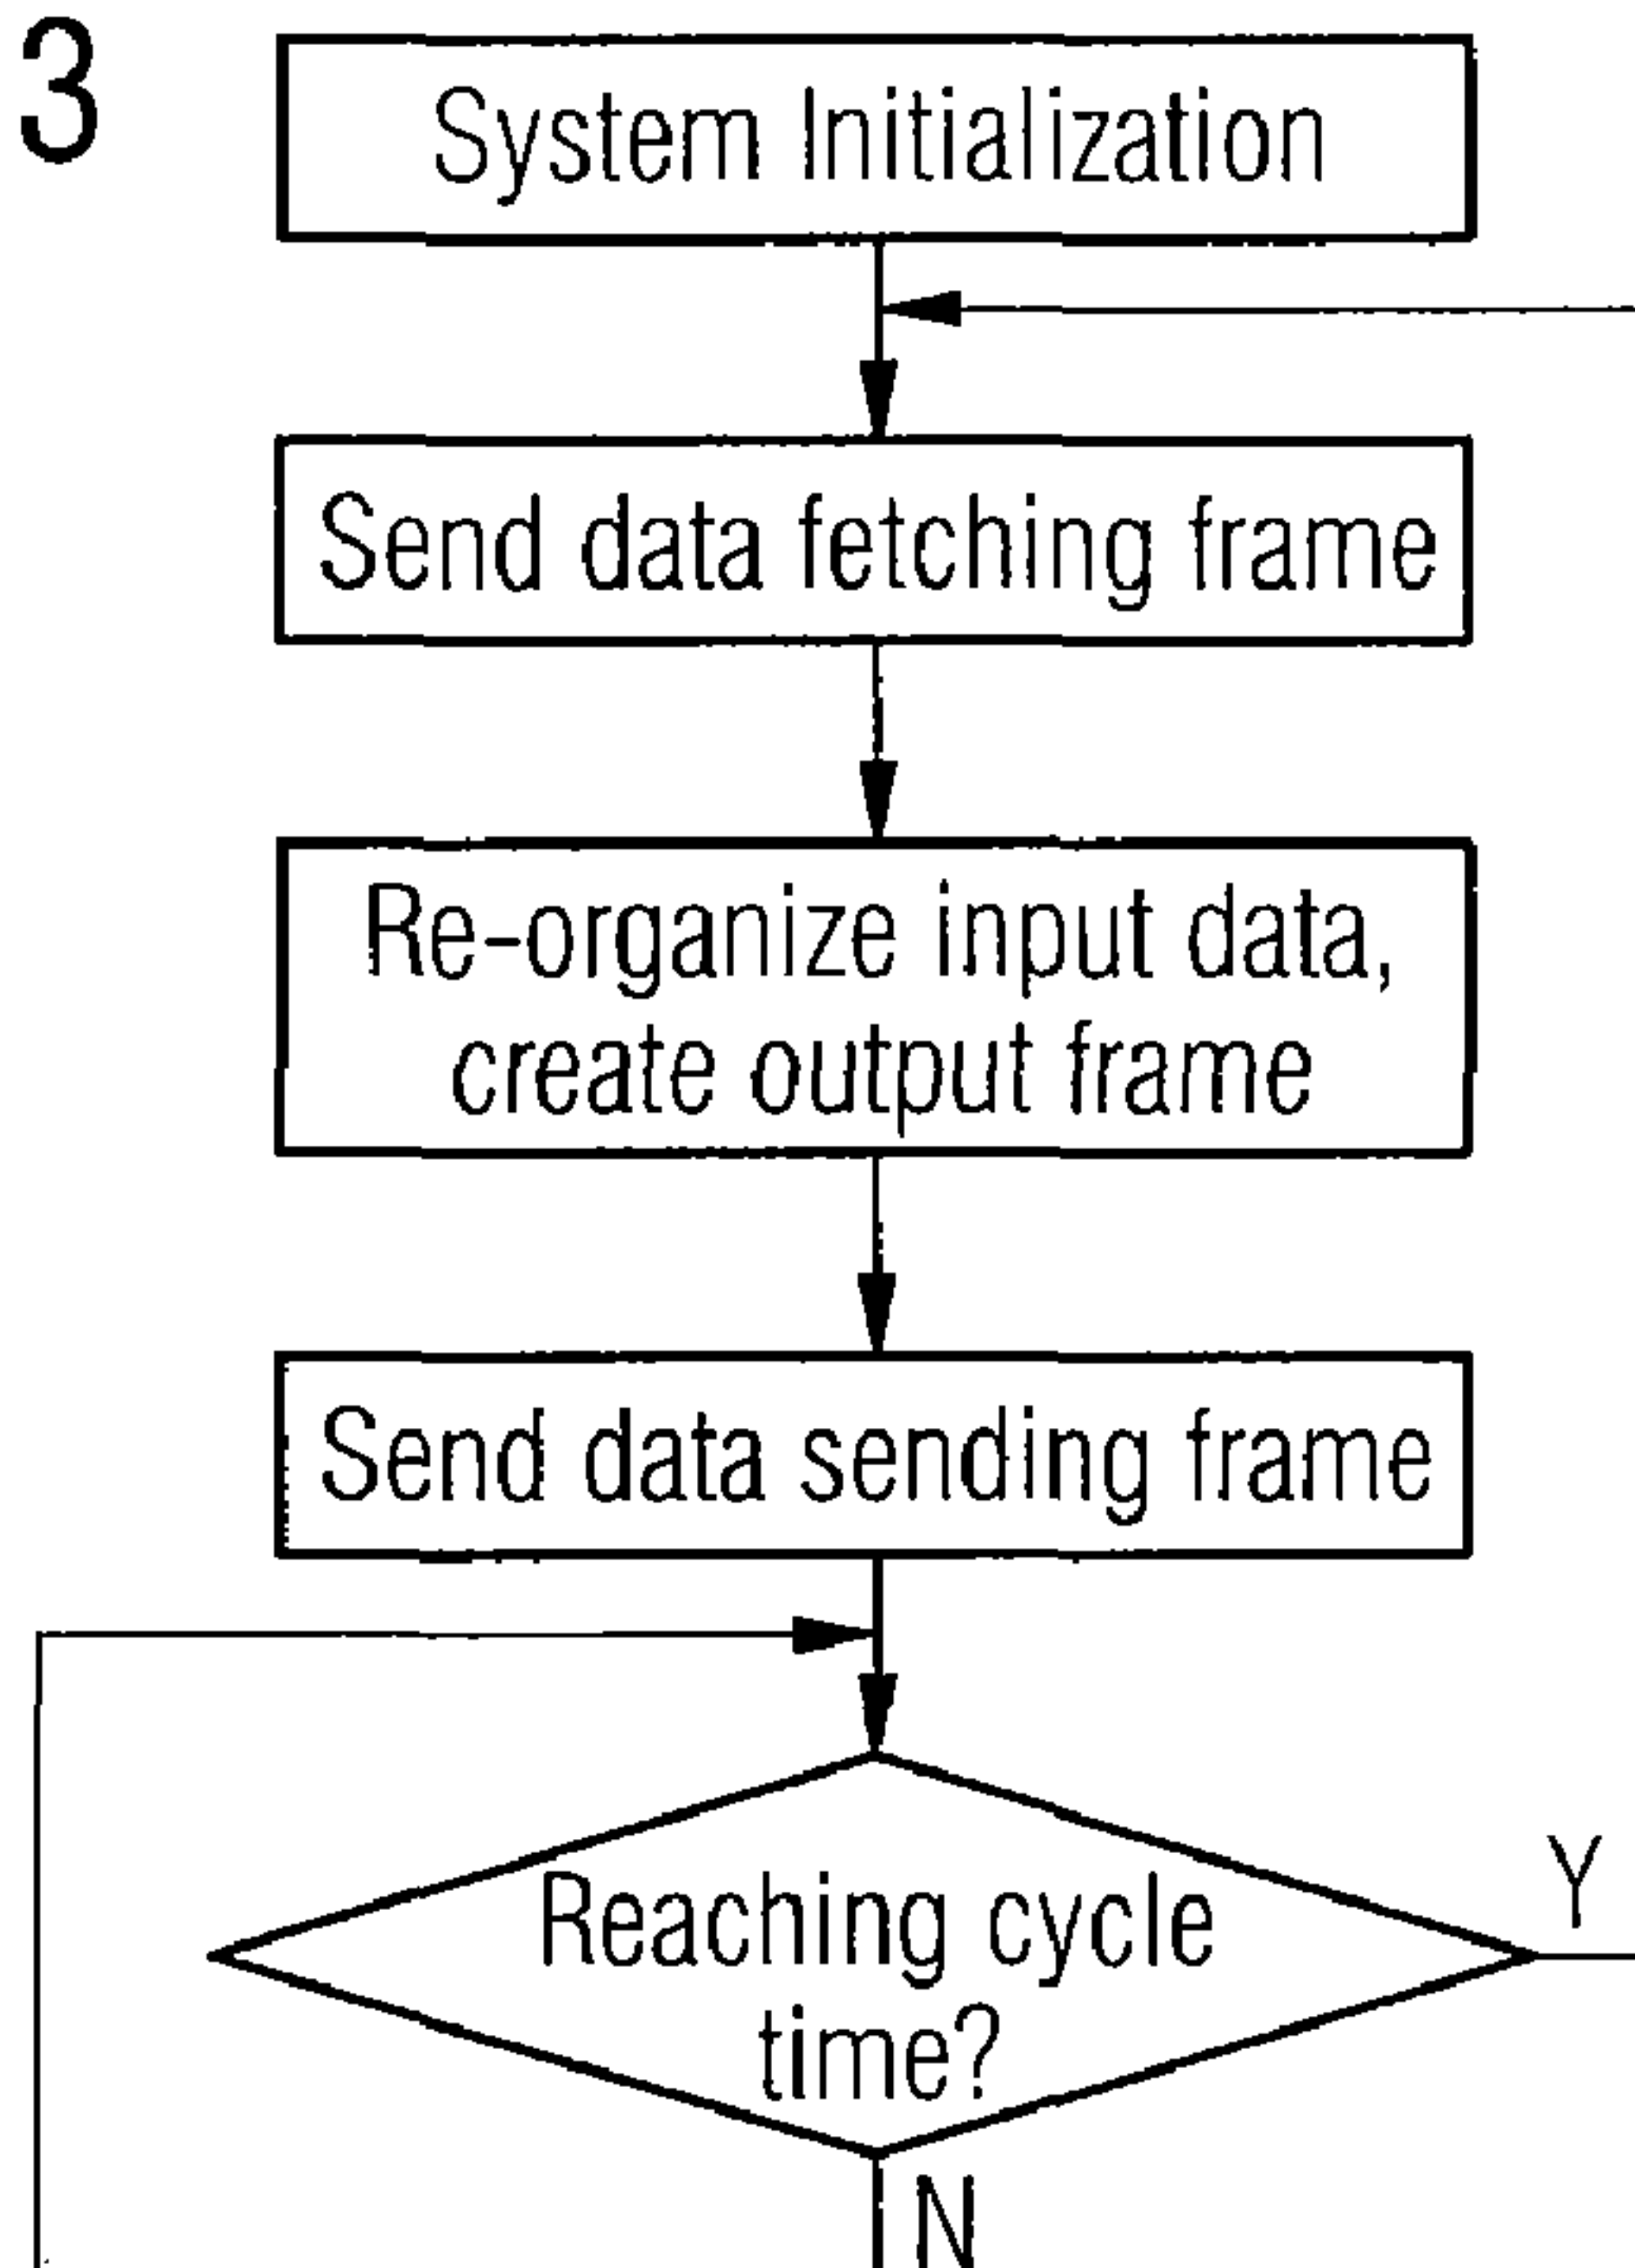 3
System Initialization
Send data fetching frame
Re-organize input data,
create output frame
Send data sending frame
Reaching cycle
time?
Y
N